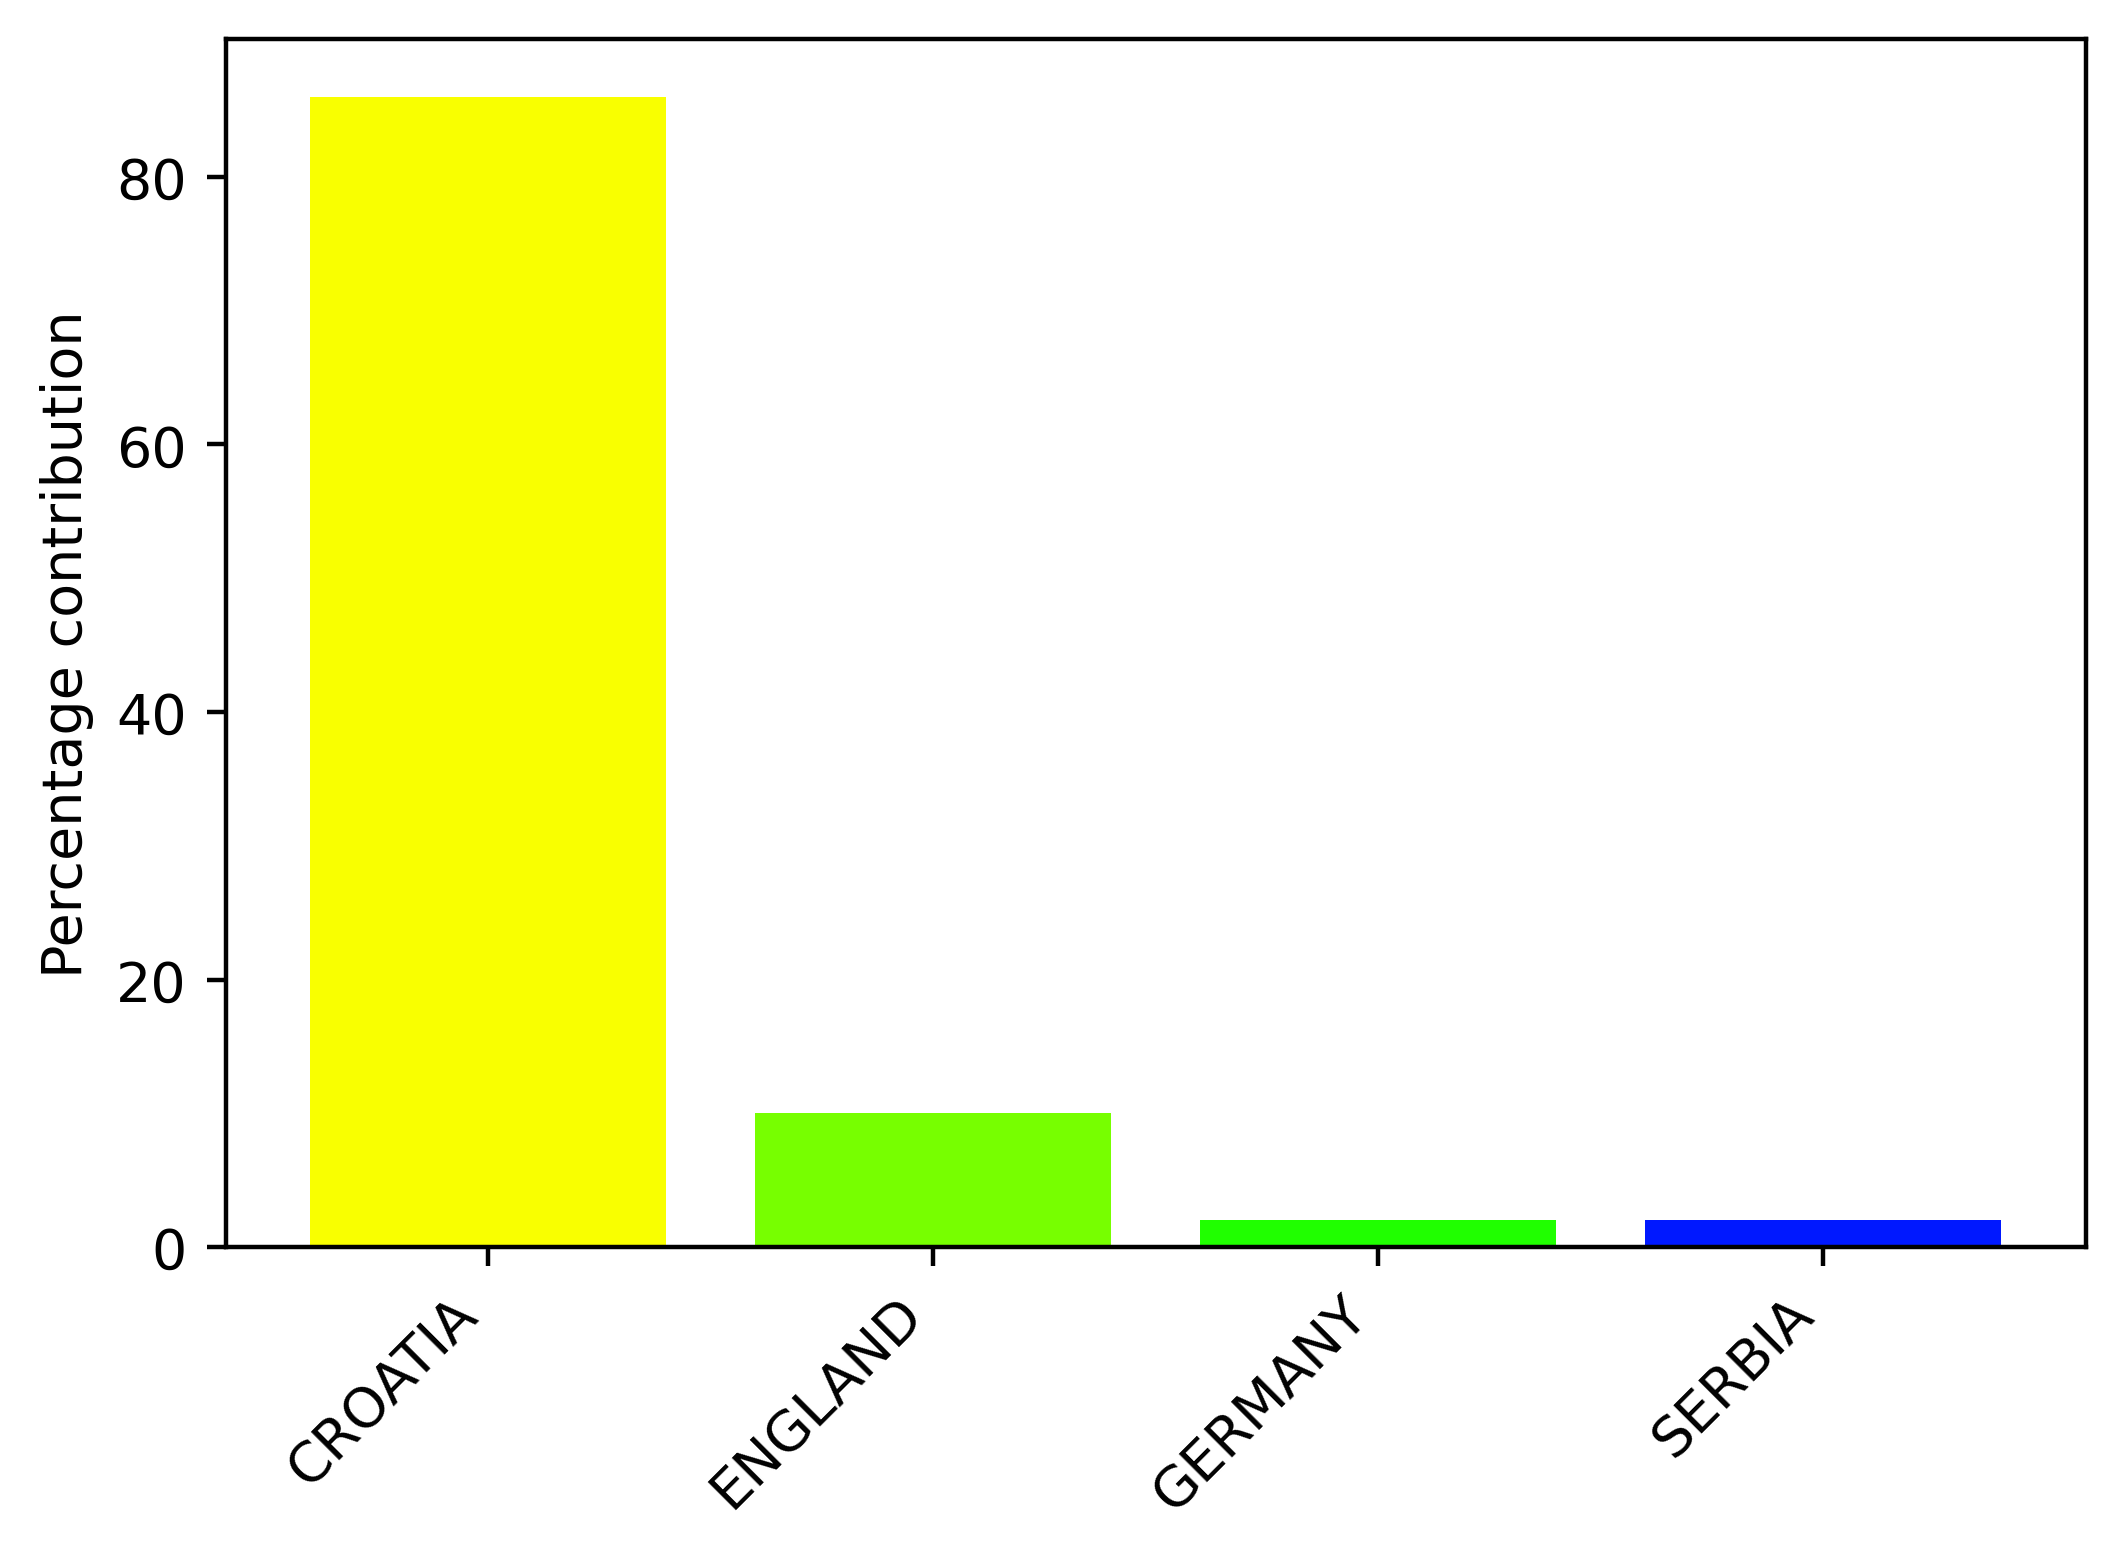 Percentage contribution
80
60
40
20
0
CROATIA
ENGLAND
GERMANY
SERBIA